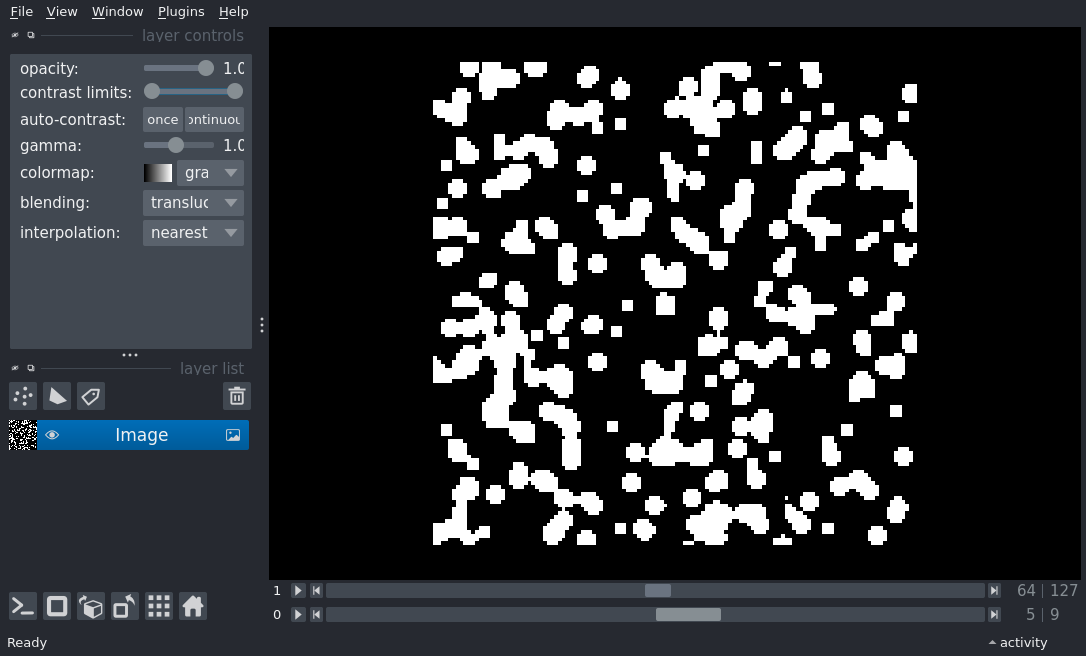 File View Window Plugins Help
layer controls
opacity: 1.0
contrast limits:
auto-contrast: once ontinuou
gamma: 1.0
colormap: gra
blending: transluc
interpolation: nearest
layer list
Image
1 64 | 127
0 5 | 9
Ready activity